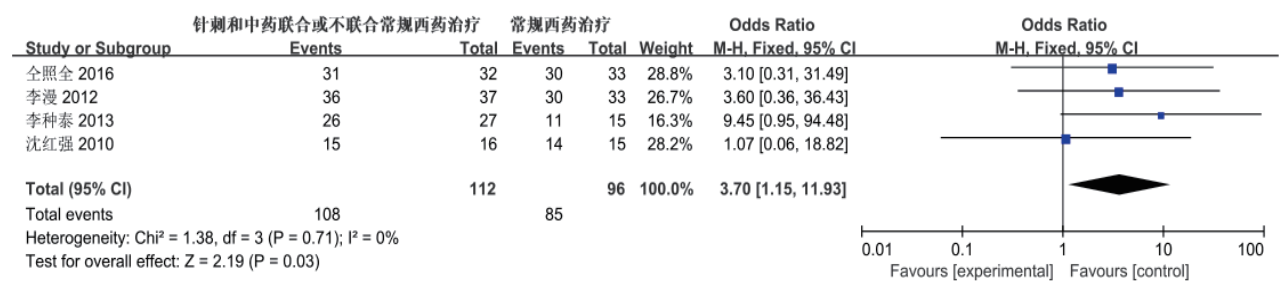 针刺和中药联合或不联合常规西药治疗 常规西药治疗 Odds Ratio Odds Ratio
Study or Subgroup Events Total Events Total Weight M-H, Fixed, 95% CI M-H, Fixed, 95% CI
仝照全 2016 31 32 30 33 28.8% 3.10 [0.31, 31.49]
李漫 2012 36 37 30 33 26.7% 3.60 [0.36, 36.43]
李种泰 2013 26 27 11 15 16.3% 9.45 [0.95, 94.48]
沈红强 2010 15 16 14 15 28.2% 1.07 [0.06, 18.82]
Total (95% CI) 112 96 100.0% 3.70 [1.15, 11.93]
Total events 108 85
Heterogeneity: Chi² = 1.38, df = 3 (P = 0.71); I² = 0%
Test for overall effect: Z = 2.19 (P = 0.03)
0.01 0.1 1 10 100
Favours [experimental] Favours [control]